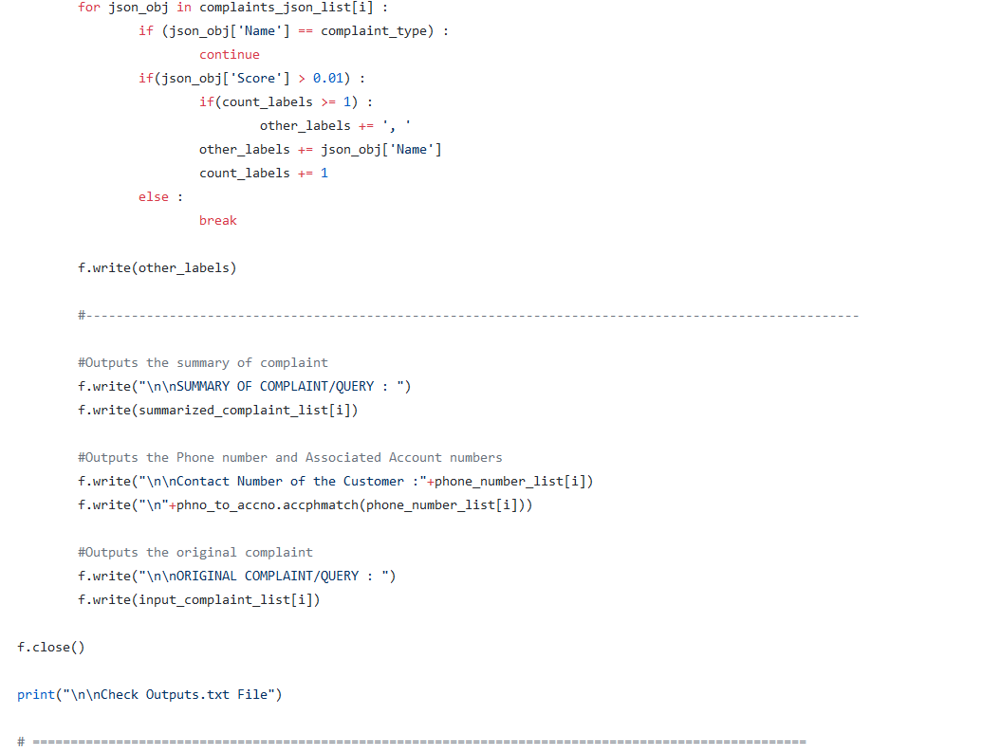 for json_obj in complaints_json_list[i] :
if (json_obj['Name'] == complaint_type) :
continue
if(json_obj['Score'] > 0.01) :
if(count_labels >= 1) :
other_labels += ', '
other_labels += json_obj['Name']
count_labels += 1
else :
break
f.write(other_labels)
#------------------------------------------------------------------------------------------------------
#Outputs the summary of complaint
f.write("\n\nSUMMARY OF COMPLAINT/QUERY : ")
f.write(summarized_complaint_list[i])
#Outputs the Phone number and Associated Account numbers
f.write("\n\nContact Number of the Customer :"+phone_number_list[i])
f.write("\n"+phno_to_accno.accphmatch(phone_number_list[i]))
#Outputs the original complaint
f.write("\n\nORIGINAL COMPLAINT/QUERY : ")
f.write(input_complaint_list[i])
f.close()
print("\n\nCheck Outputs.txt File")
# ======================================================================================================